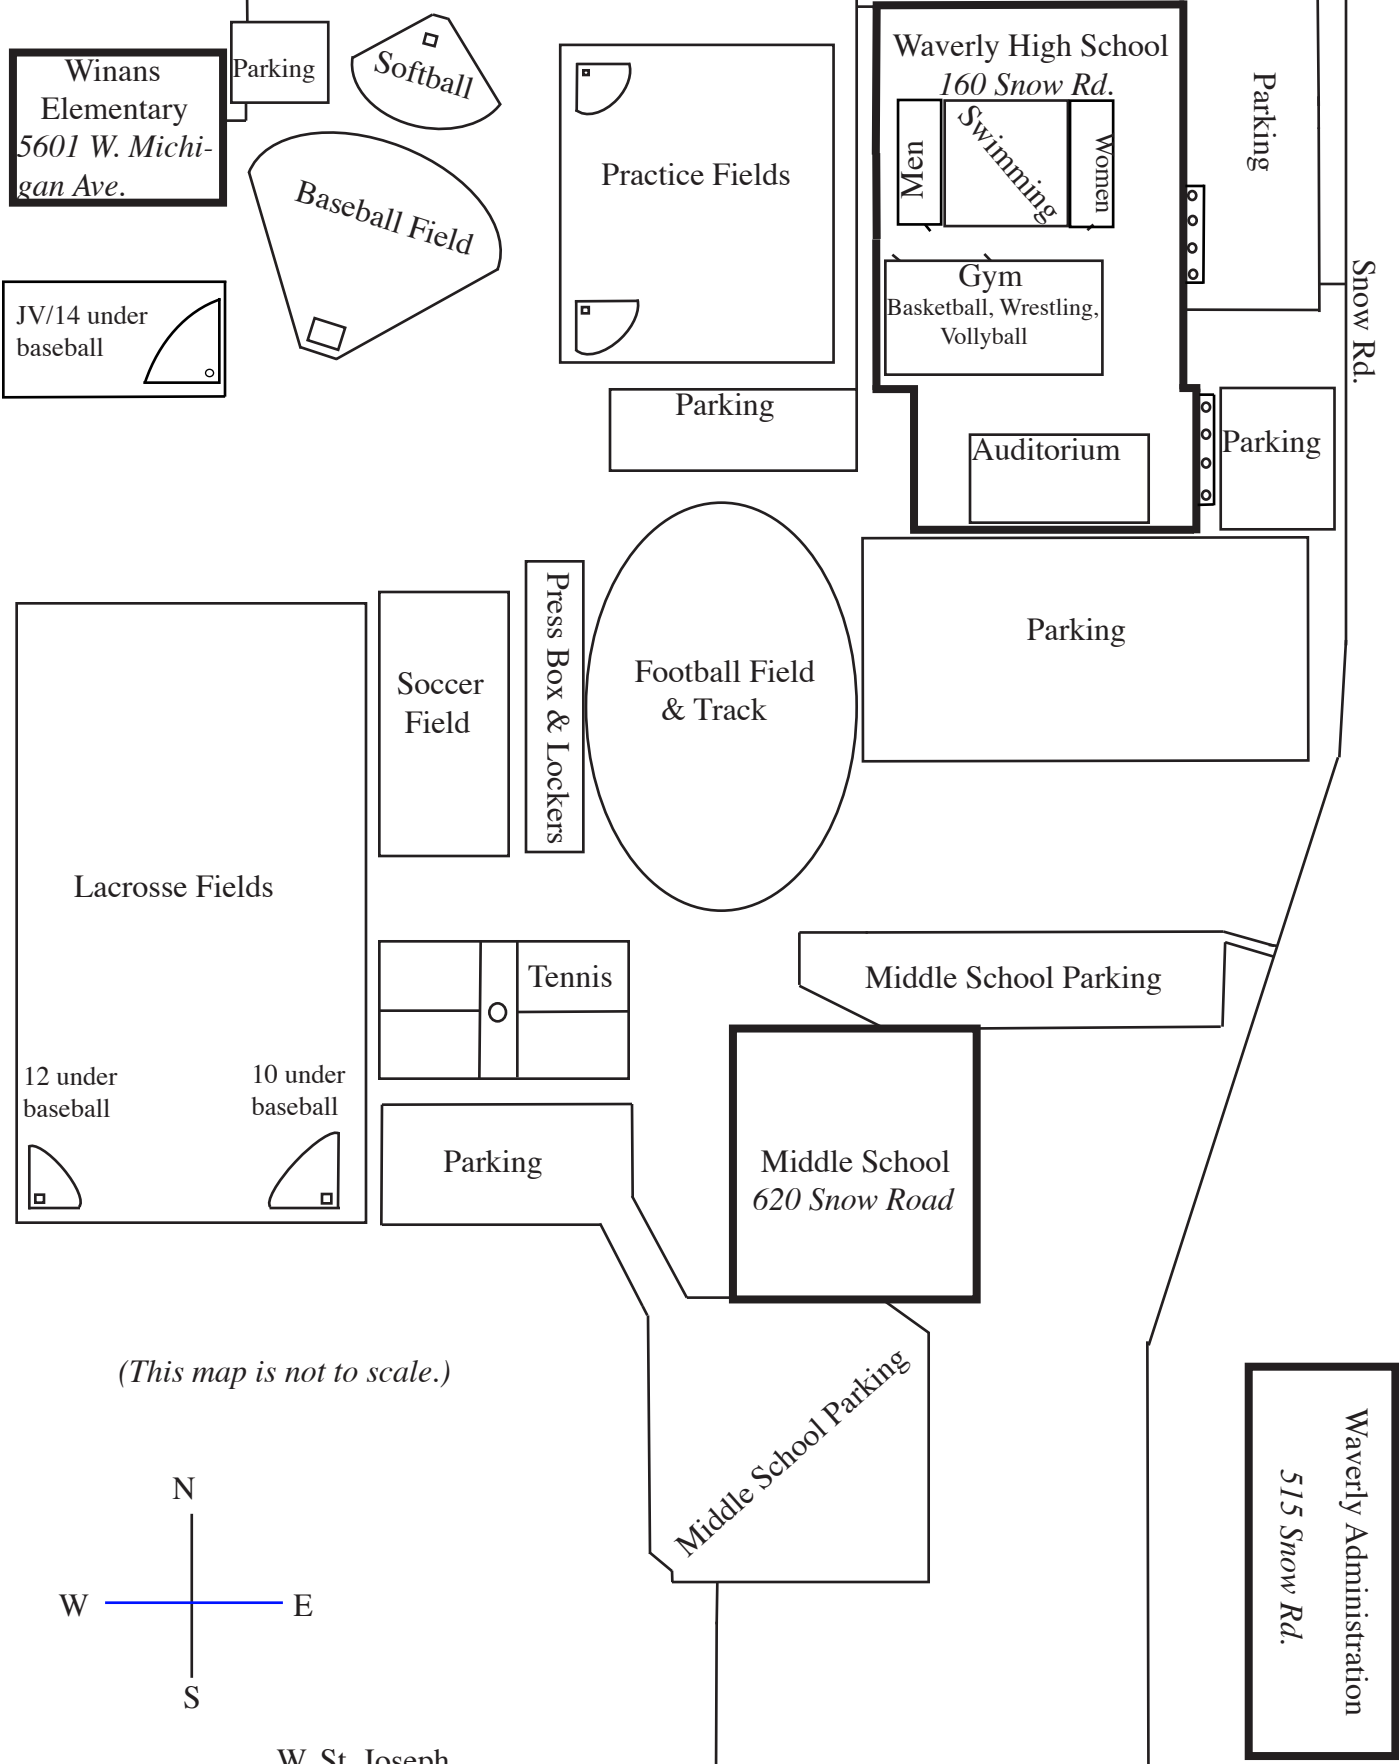 Winans
Elementary
5601 W. Michi-
gan Ave.
Parking
Softball
Baseball Field
JV/14 under
baseball
Practice Fields
Parking
Waverly High School
160 Snow Rd.
Men
Swimming
Women
Gym
Basketball, Wrestling,
Vollyball
Auditorium
Parking
Snow Rd.
Parking
Parking
Press Box & Lockers
Football Field
& Track
Soccer
Field
Lacrosse Fields
12 under
baseball
10 under
baseball
Tennis
Parking
Middle School Parking
Middle School
620 Snow Road
Middle School Parking
(This map is not to scale.)
N
W
E
S
Waverly Administration
515 Snow Rd.
W. St. Joseph